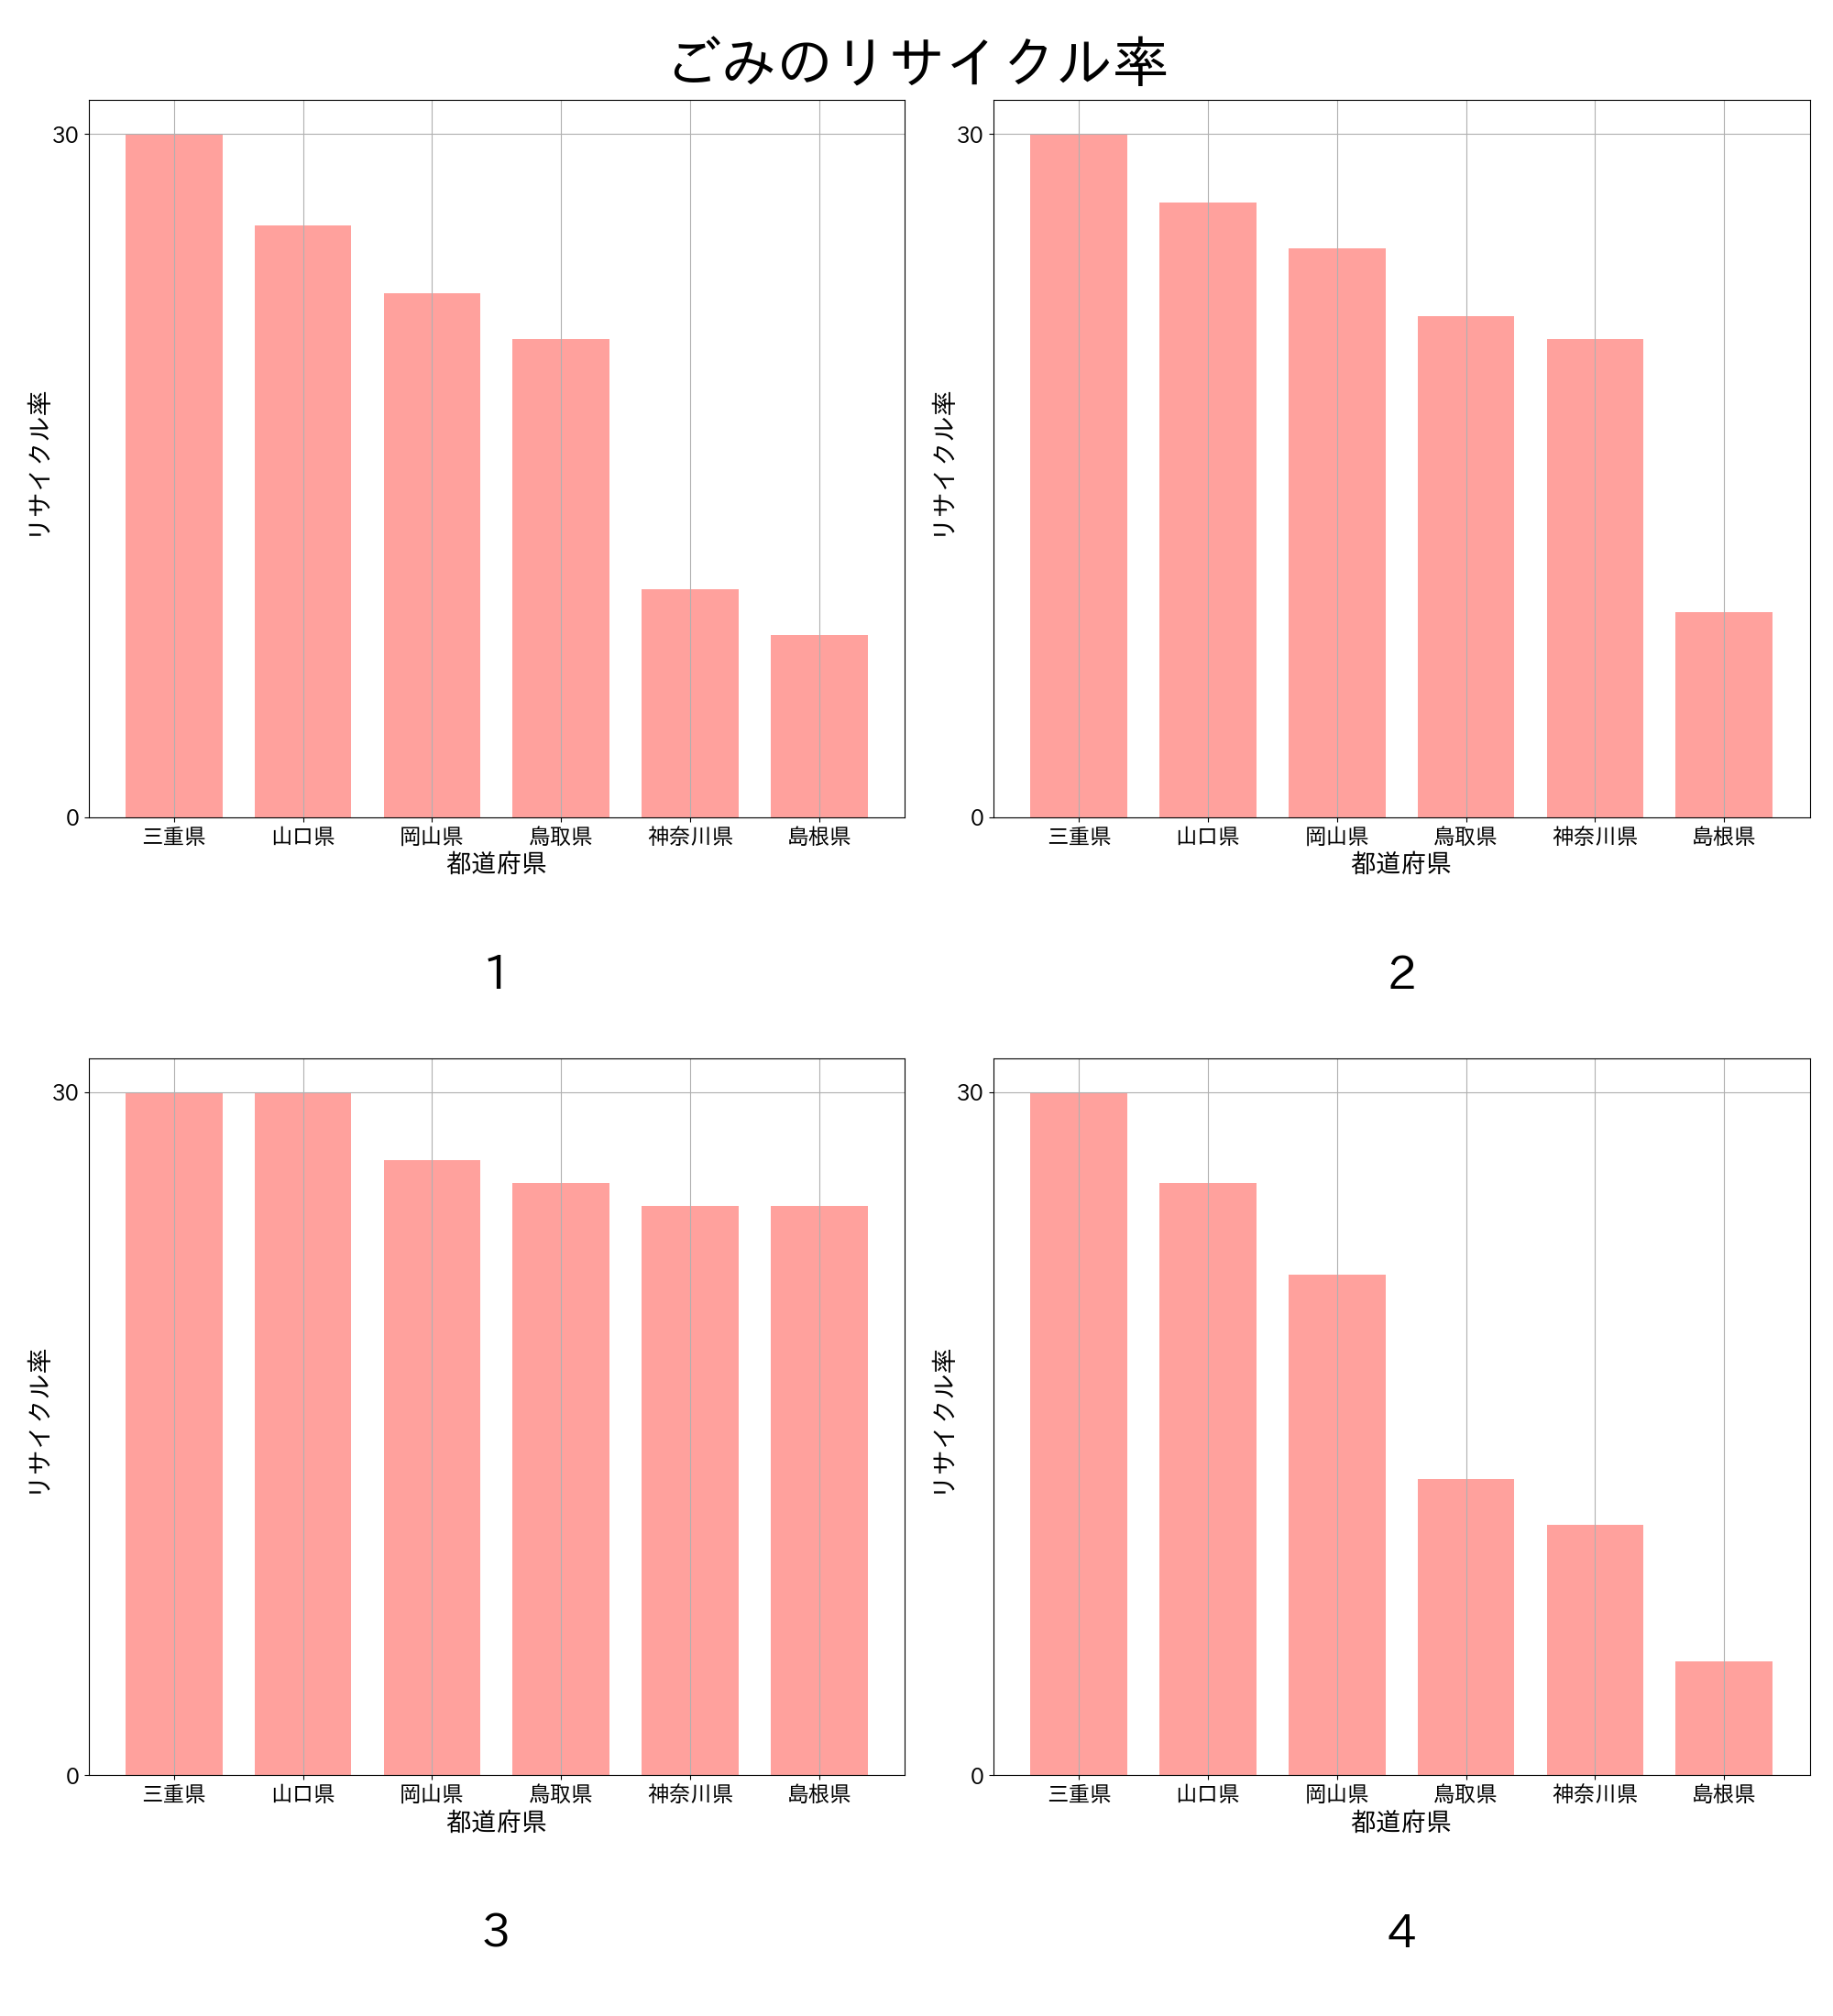 ごみのリサイクル率
30
0
リサイクル率
三重県 山口県 岡山県 鳥取県 神奈川県 島根県
都道府県
1
30
0
リサイクル率
三重県 山口県 岡山県 鳥取県 神奈川県 島根県
都道府県
2
30
0
リサイクル率
三重県 山口県 岡山県 鳥取県 神奈川県 島根県
都道府県
3
30
0
リサイクル率
三重県 山口県 岡山県 鳥取県 神奈川県 島根県
都道府県
4